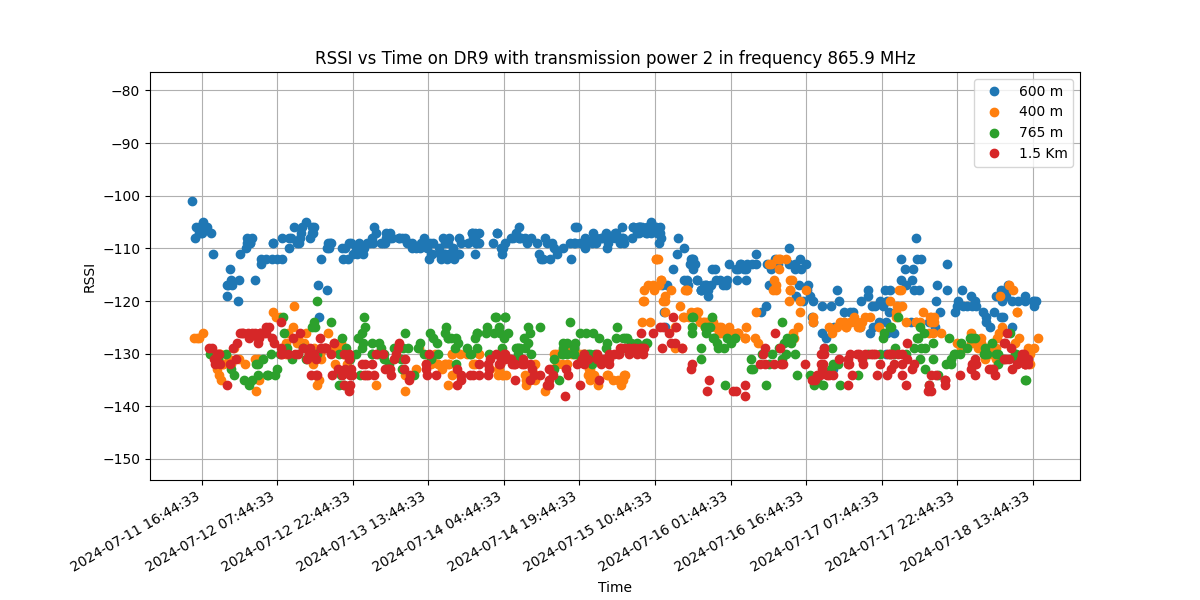 RSSI vs Time on DR9 with transmission power 2 in frequency 865.9 MHz
600 m
400 m
765 m
1.5 Km
−80
−90
−100
−110
−120
−130
−140
−150
RSSI
2024-07-11 16:44:33
2024-07-12 07:44:33
2024-07-12 22:44:33
2024-07-13 13:44:33
2024-07-14 04:44:33
2024-07-14 19:44:33
2024-07-15 10:44:33
2024-07-16 01:44:33
2024-07-16 16:44:33
2024-07-17 07:44:33
2024-07-17 22:44:33
2024-07-18 13:44:33
Time